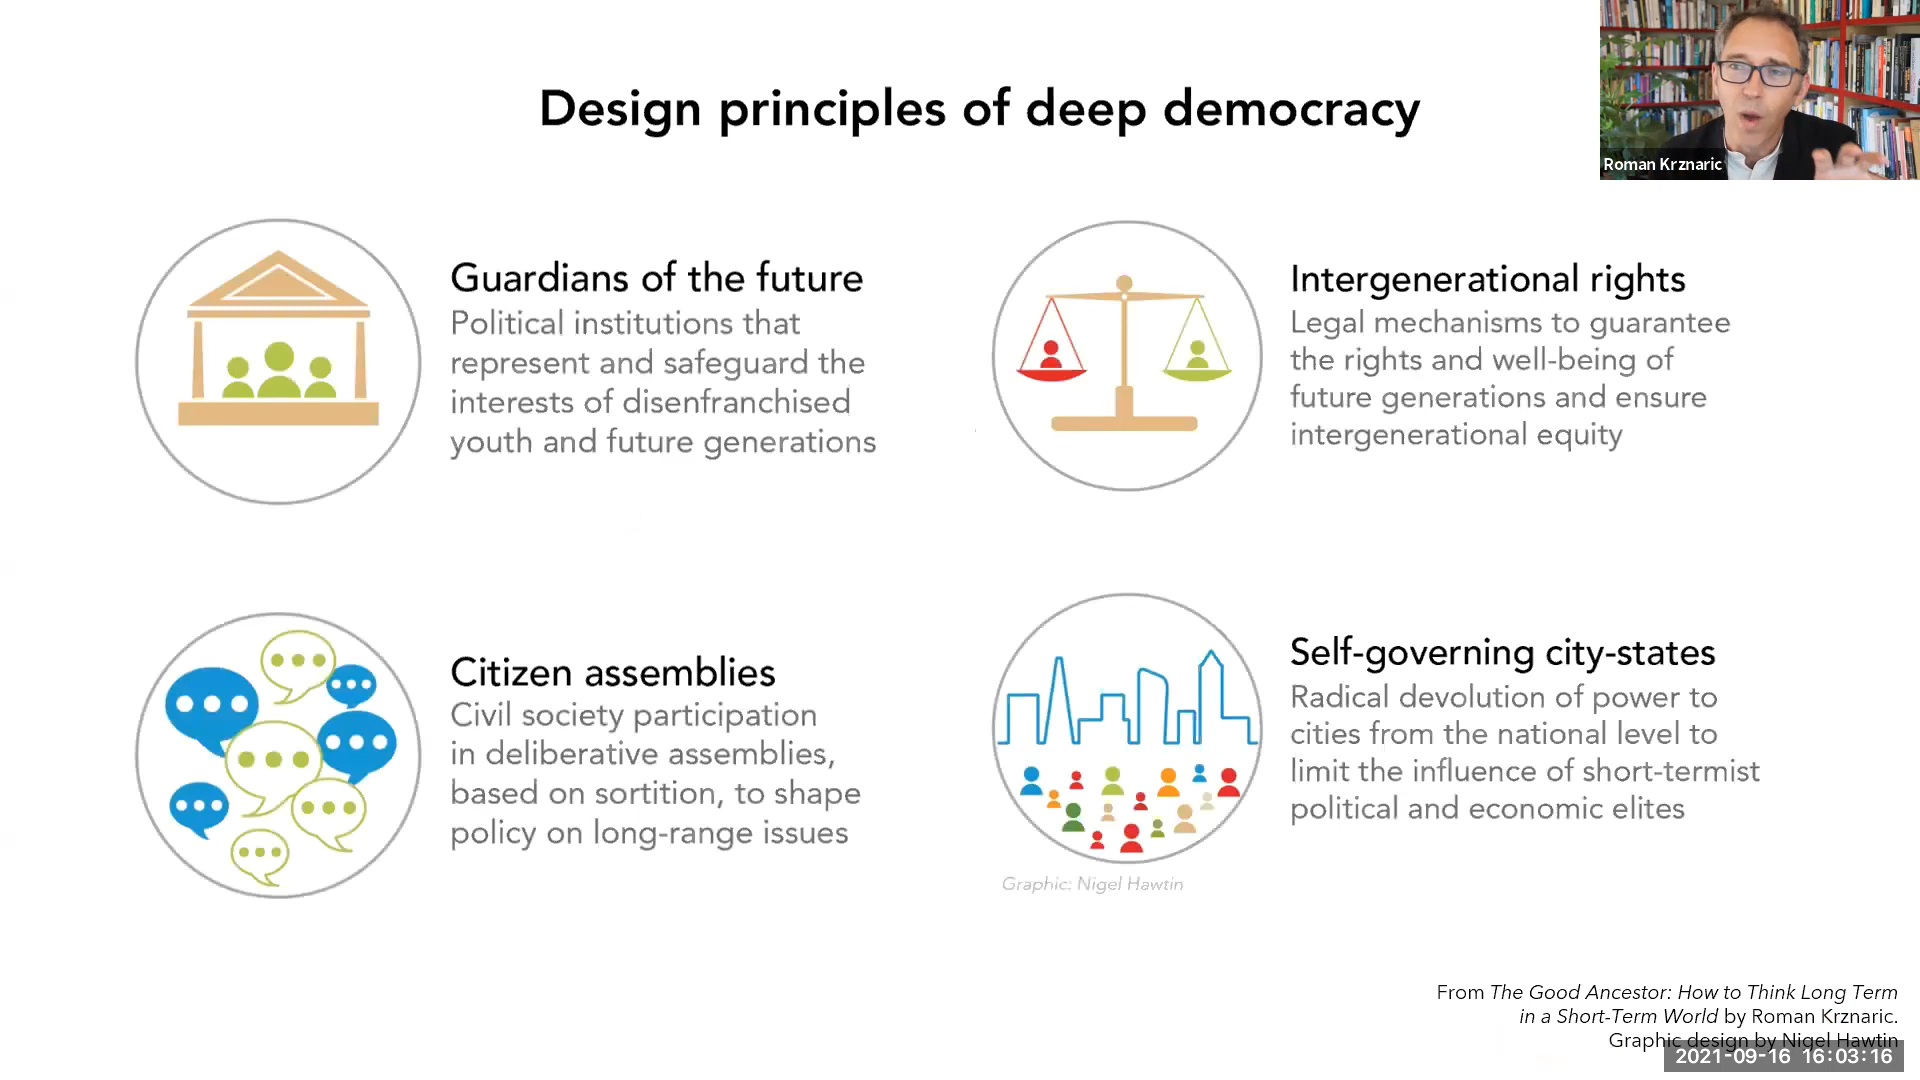 Design principles of deep democracy
Roman Krznaric
Guardians of the future
Political institutions that
represent and safeguard the
interests of disenfranchised
youth and future generations
Intergenerational rights
Legal mechanisms to guarantee
the rights and well-being of
future generations and ensure
intergenerational equity
Citizen assemblies
Civil society participation
in deliberative assemblies,
based on sortition, to shape
policy on long-range issues
Self-governing city-states
Radical devolution of power to
cities from the national level to
limit the influence of short-termist
political and economic elites
Graphic: Nigel Hawtin
From The Good Ancestor: How to Think Long Term
in a Short-Term World by Roman Krznaric.
Graphic design by Nigel Hawtin
2021-09-16 16:03:16